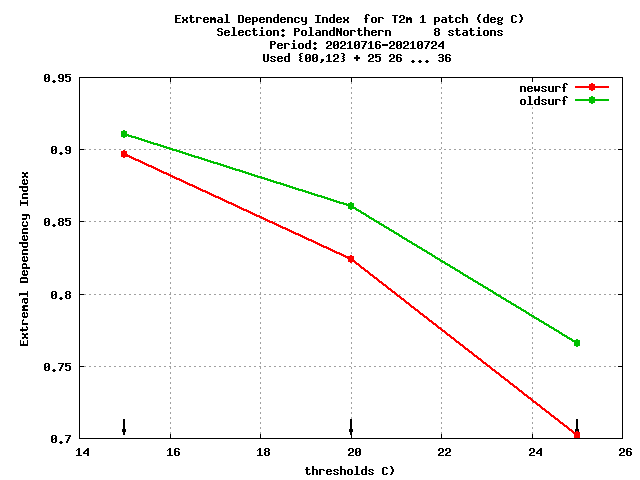 Extremal Dependency Index  for T2m 1 patch (deg C)
Selection: PolandNorthern      8 stations
Period: 20210716-20210724
Used {00,12} + 25 26 ... 36
newsurf
oldsurf
0.95
0.9
0.85
0.8
0.75
0.7
Extremal Dependency Index
14 16 18 20 22 24 26
thresholds C)